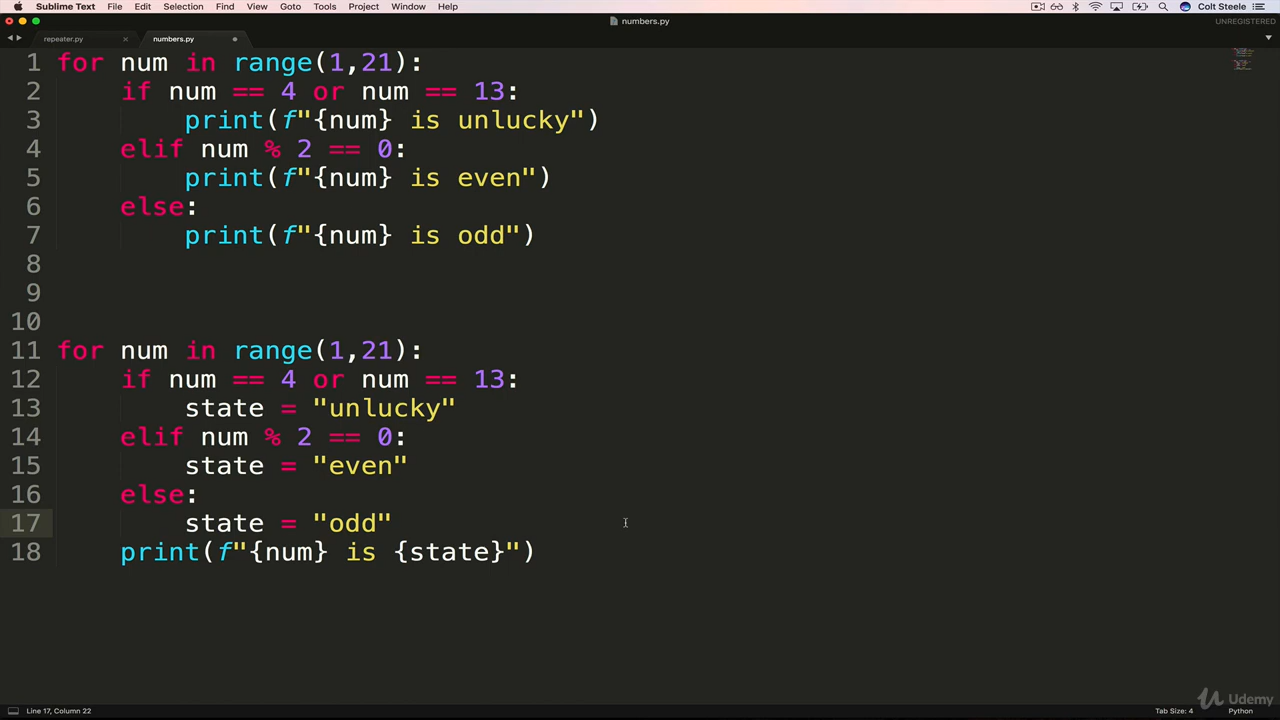 Sublime Text File Edit Selection Find View Goto Tools Project Window Help Colt Steele
numbers.py UNREGISTERED
repeater.py numbers.py
1 for num in range(1,21):
2 if num == 4 or num == 13:
3 print(f"{num} is unlucky")
4 elif num % 2 == 0:
5 print(f"{num} is even")
6 else:
7 print(f"{num} is odd")
8
9
10
11 for num in range(1,21):
12 if num == 4 or num == 13:
13 state = "unlucky"
14 elif num % 2 == 0:
15 state = "even"
16 else:
17 state = "odd"
18 print(f"{num} is {state}")
Udemy
Line 17, Column 22 Tab Size: 4 Python